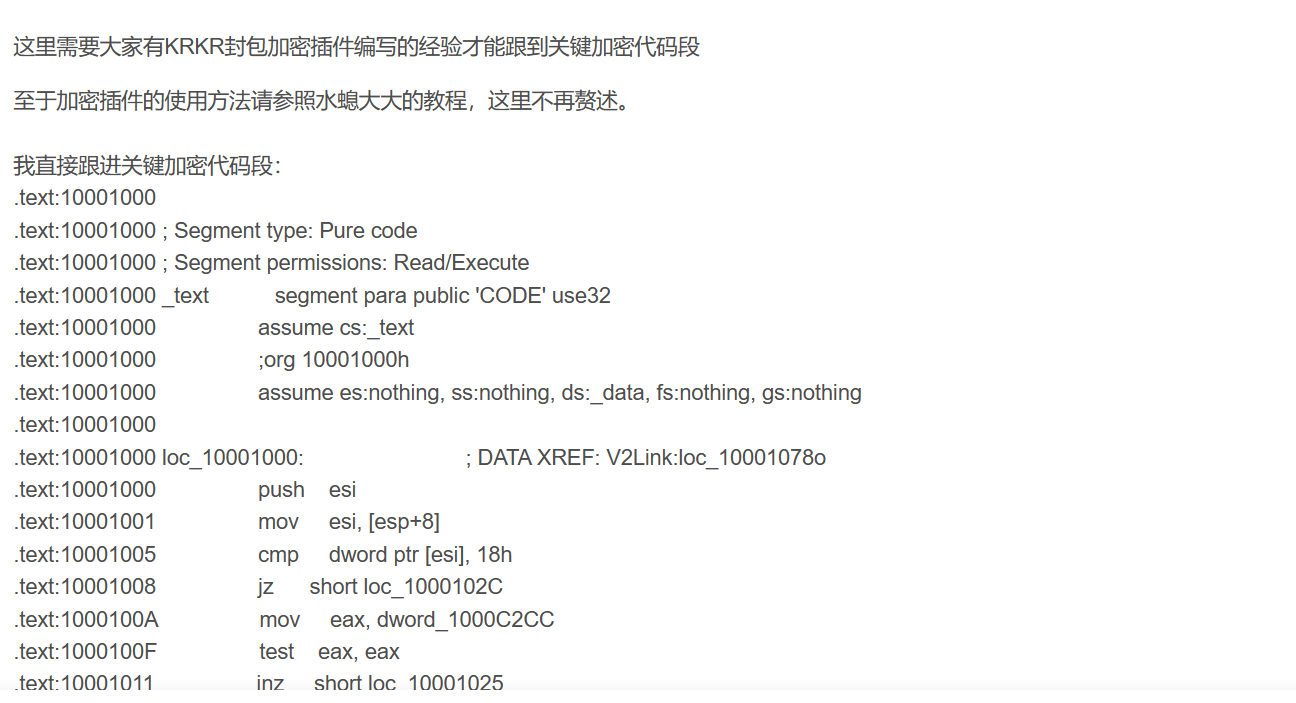 这里需要大家有KRKR封包加密插件编写的经验才能跟到关键加密代码段
至于加密插件的使用方法请参照水螅大大的教程，这里不再赘述。
我直接跟进关键加密代码段：
.text:10001000
.text:10001000 ; Segment type: Pure code
.text:10001000 ; Segment permissions: Read/Execute
.text:10001000 _text segment para public 'CODE' use32
.text:10001000 assume cs:_text
.text:10001000 ;org 10001000h
.text:10001000 assume es:nothing, ss:nothing, ds:_data, fs:nothing, gs:nothing
.text:10001000
.text:10001000 loc_10001000: ; DATA XREF: V2Link:loc_10001078o
.text:10001000 push esi
.text:10001001 mov esi, [esp+8]
.text:10001005 cmp dword ptr [esi], 18h
.text:10001008 jz short loc_1000102C
.text:1000100A mov eax, dword_1000C2CC
.text:1000100F test eax, eax
.text:10001011 jnz short loc_10001025